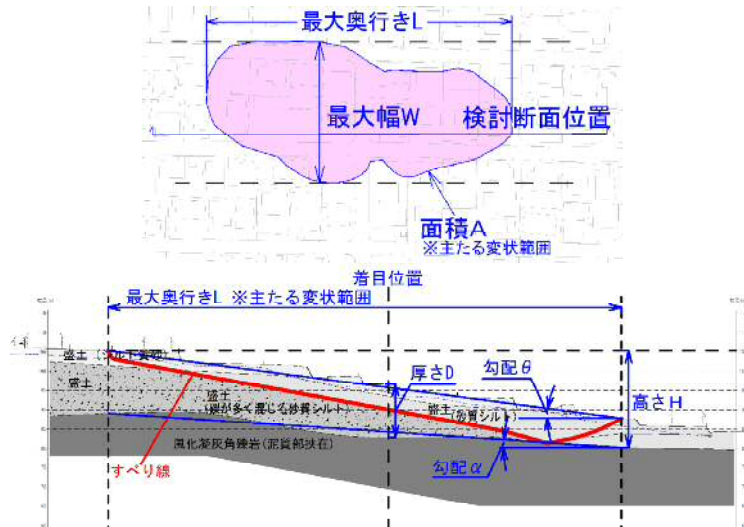 最大奥行きL
最大幅W
検討断面位置
面積A
※主たる変状範囲
着目位置
最大奥行きL ※主たる変状範囲
盛土
盛土
厚さD
勾配θ
盛土
高さH
盛土(砂質シルト)
(礫が多く混じる砂質シルト)
風化凝灰角礫岩(泥質部挟在)
すべり線
勾配α